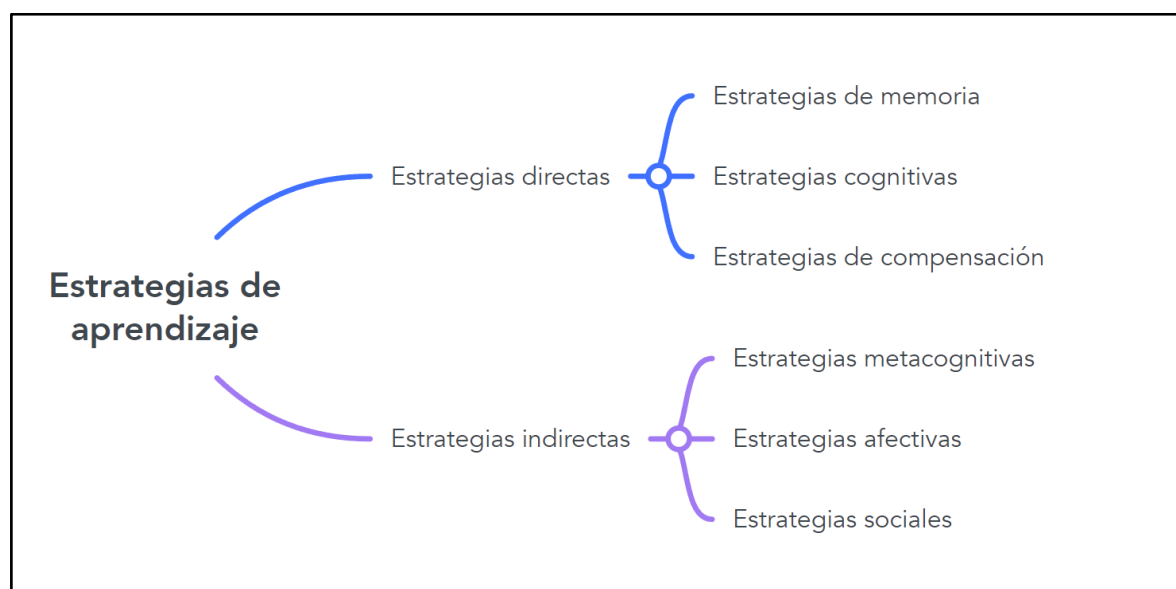 Estrategias de
aprendizaje
Estrategias directas
Estrategias de memoria
Estrategias cognitivas
Estrategias de compensación
Estrategias indirectas
Estrategias metacognitivas
Estrategias afectivas
Estrategias sociales